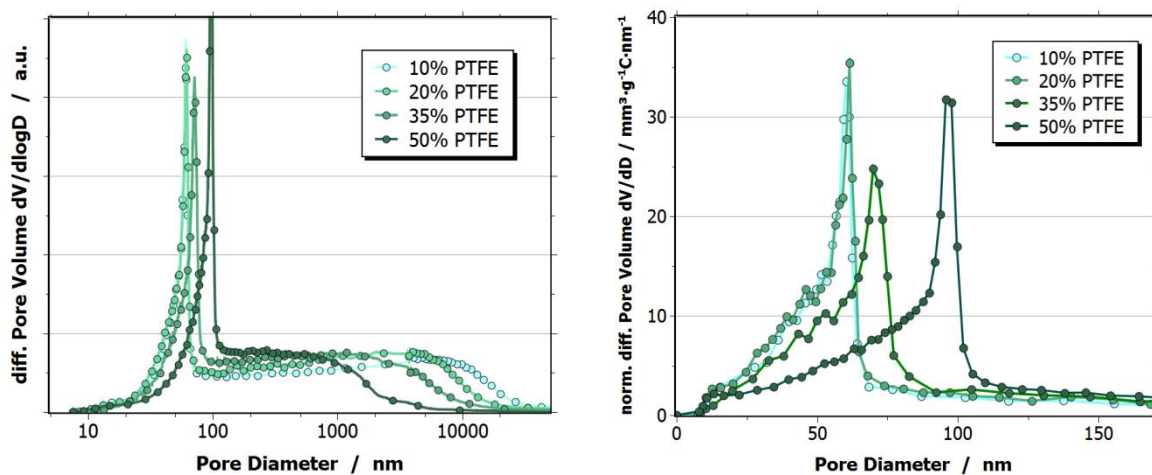 diff. Pore Volume dV/dlogD / a.u.
10% PTFE
20% PTFE
35% PTFE
50% PTFE
10
100
1000
10000
Pore Diameter / nm
norm. diff. Pore Volume dV/dD / mm³·g⁻¹C·nm⁻¹
40
30
20
10
0
10% PTFE
20% PTFE
35% PTFE
50% PTFE
0
50
100
150
Pore Diameter / nm